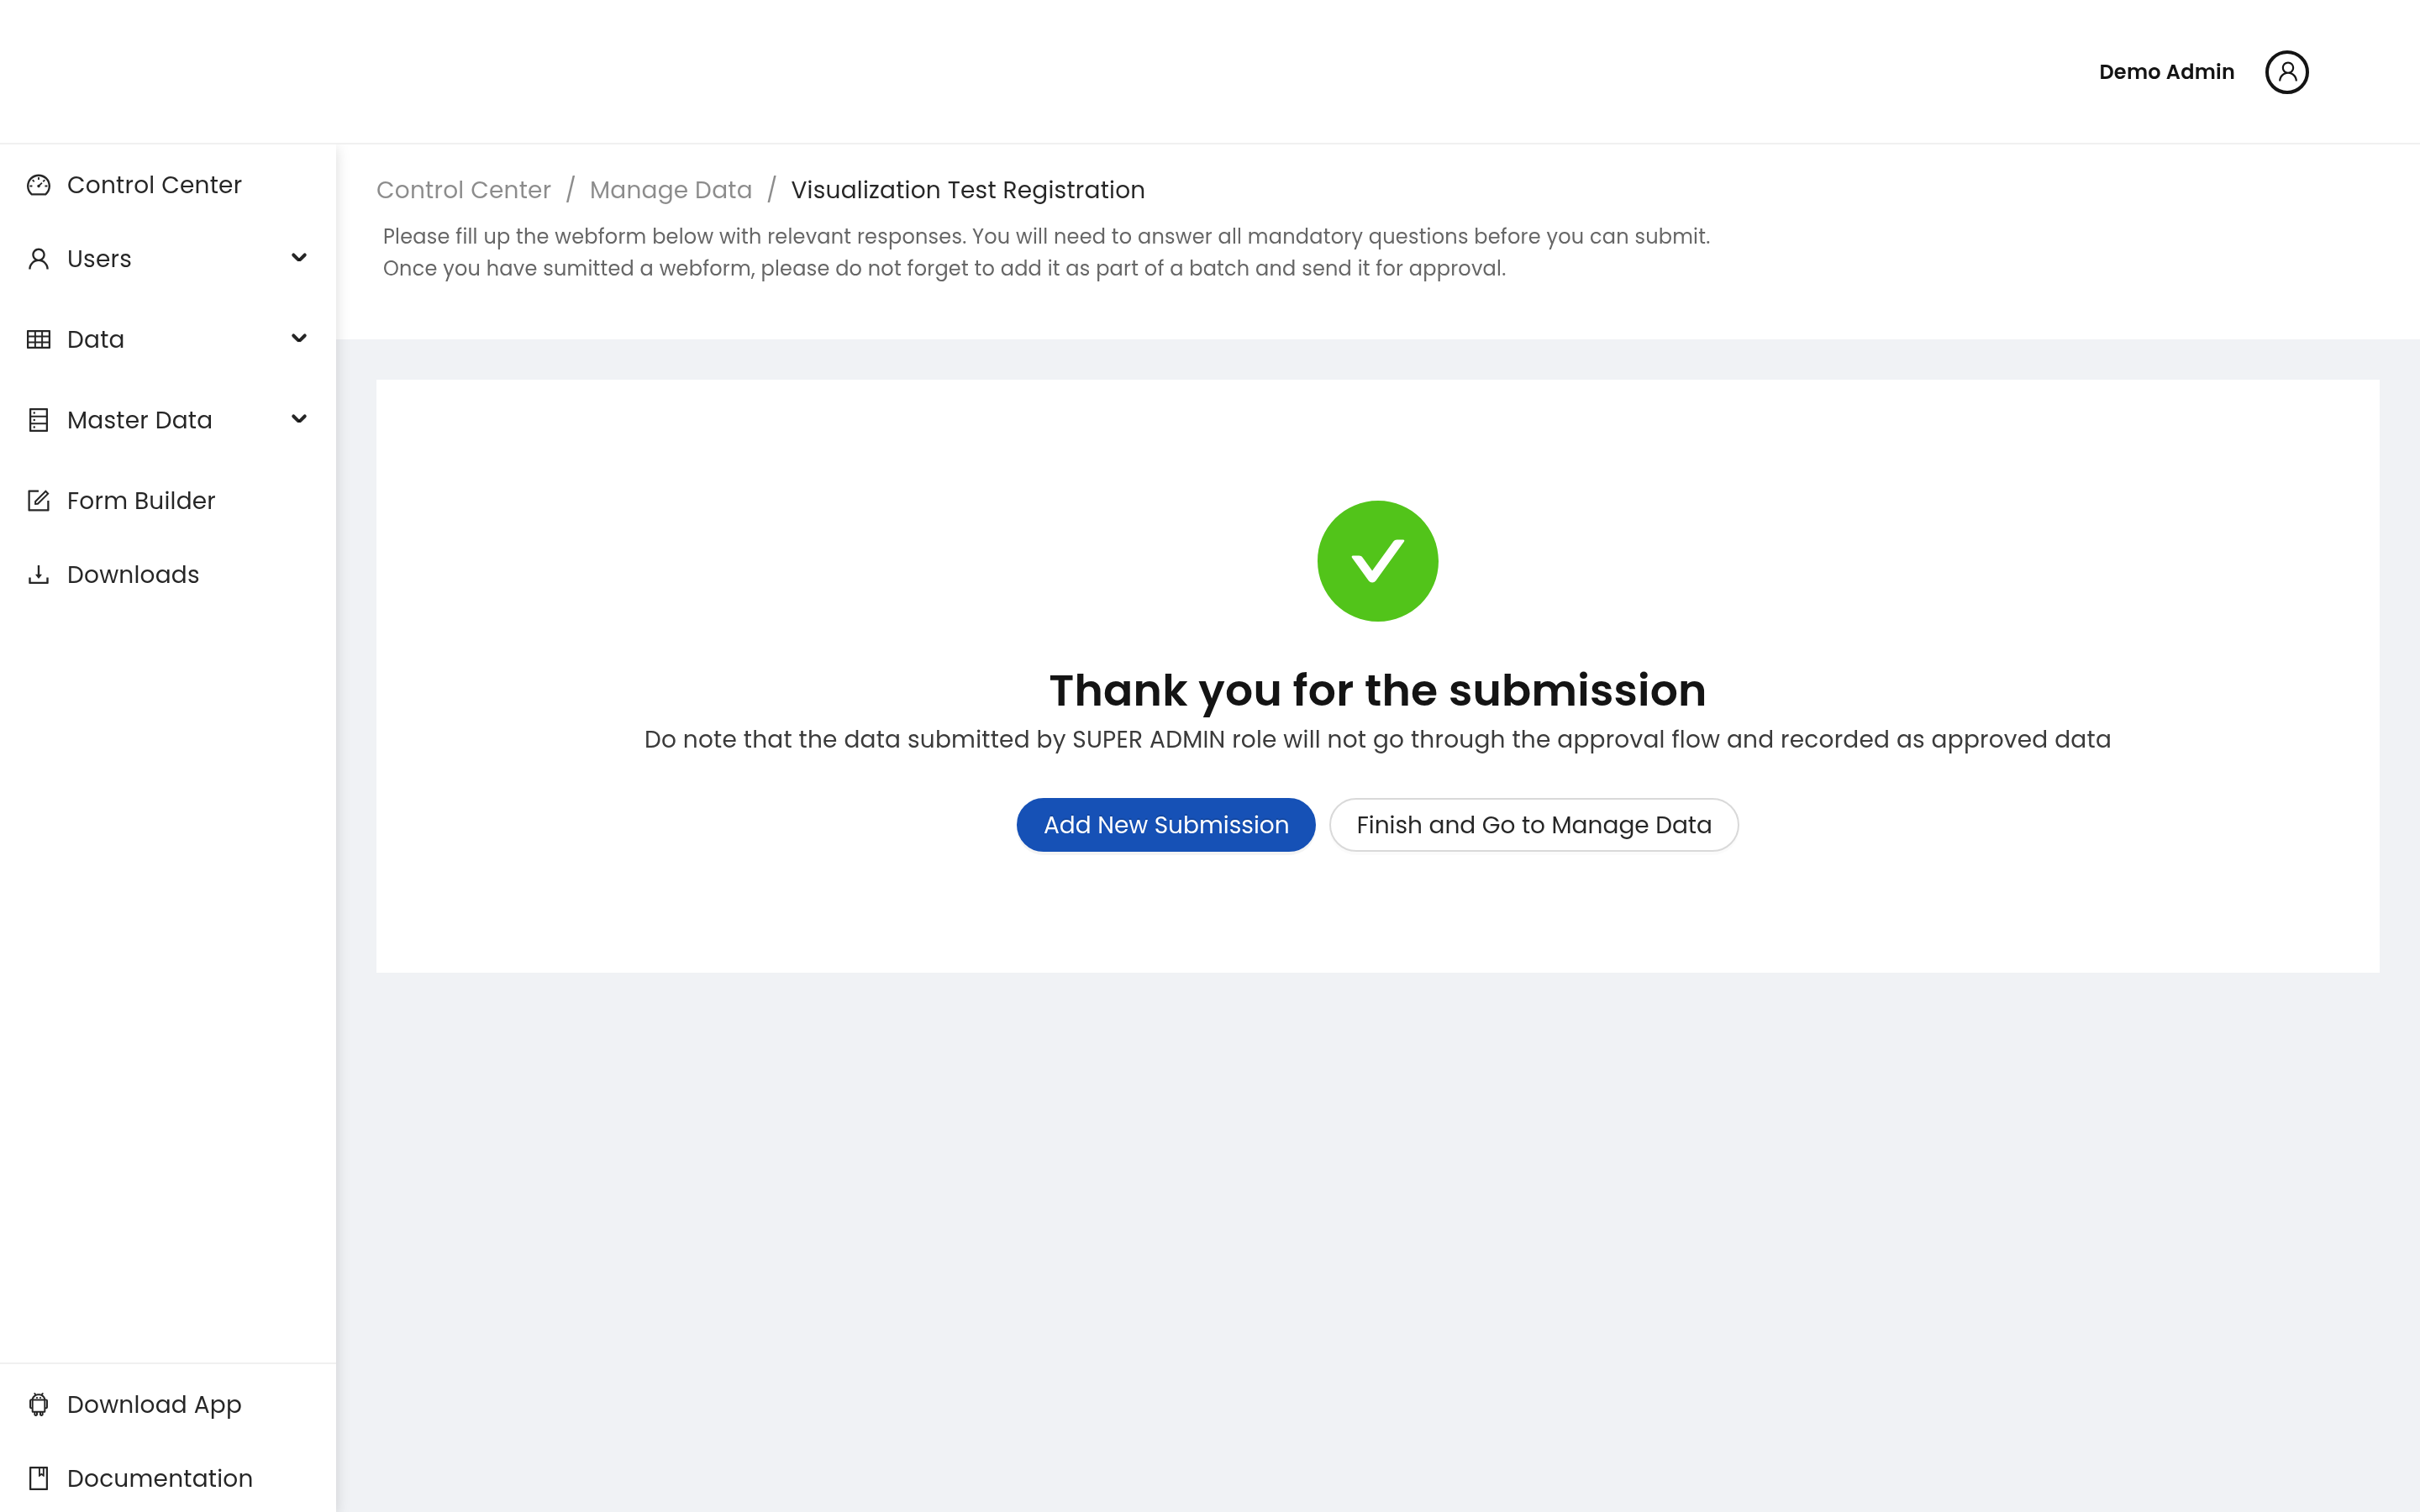 Demo Admin
Control Center
Users
Data
Master Data
Form Builder
Downloads
Download App
Documentation
Control Center / Manage Data / Visualization Test Registration
Please fill up the webform below with relevant responses. You will need to answer all mandatory questions before you can submit.
Once you have sumitted a webform, please do not forget to add it as part of a batch and send it for approval.
Thank you for the submission
Do note that the data submitted by SUPER ADMIN role will not go through the approval flow and recorded as approved data
Add New Submission
Finish and Go to Manage Data